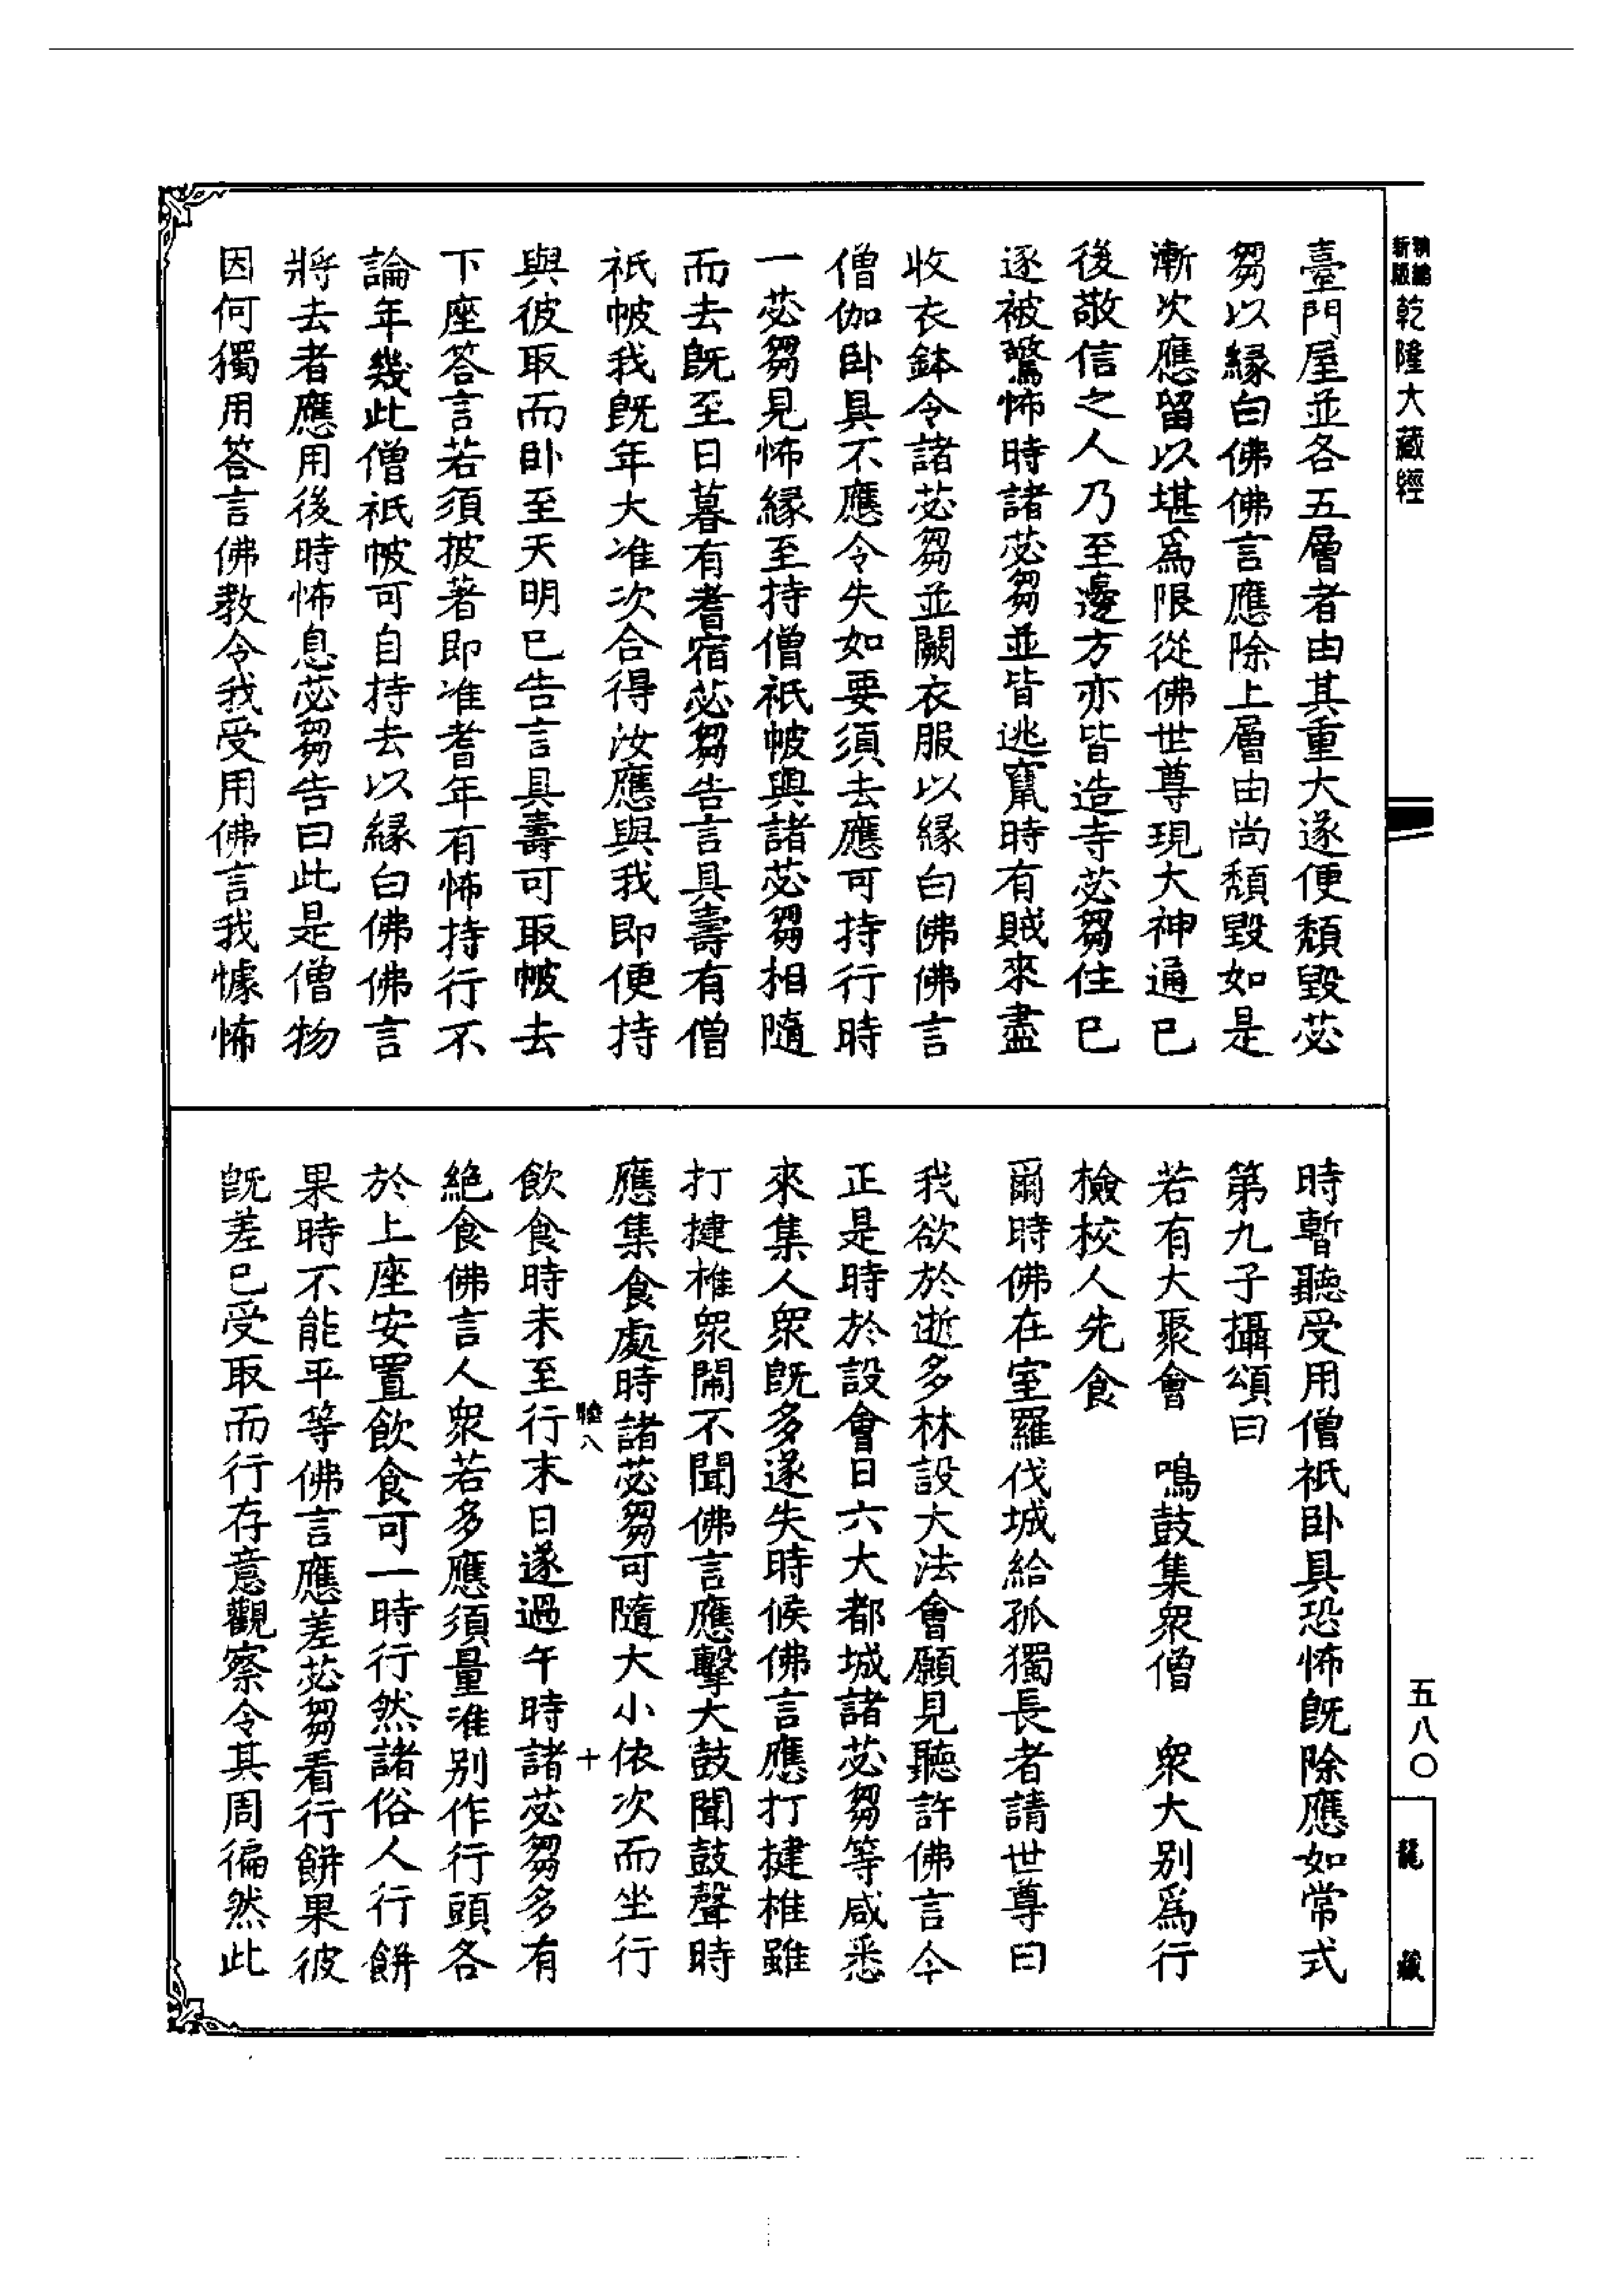 新編
新版
乾隆大藏經
臺門屋並各五層者由其重大遂便頹毀苾
芻以緣白佛佛言應除上層由尚頹毀如是
漸次應留以堪為限從佛世尊現大神通已
後敬信之人乃至邊方亦皆造寺苾芻住已
逐被驚怖時諸苾芻並皆逃竄時有賊來盡
收衣鉢令諸苾芻並闕衣服以緣白佛佛言
僧伽卧具不應令失如要須去應可持行時
一苾芻見怖緣至持僧祇帔與諸苾芻相隨
而去既至日暮有耆宿苾芻告言具壽有僧
祇帔我既年大准次合得汝應與我即便持
與彼取而卧至天明已告言具壽可取帔去
下座答言若須披著即准耆年有怖持行不
論年幾此僧祇帔可自持去以緣白佛佛言
將去者應用後時怖息苾芻告曰此是僧物
因何獨用答言佛教令我受用佛言我據怖
時暫聽受用僧祇卧具恐怖既除應如常式
第九子攝頌曰
若有大聚會　鳴鼓集眾僧　眾大別為行
檢校人先食
爾時佛在室羅伐城給孤獨長者請世尊曰
我欲於逝多林設大法會願見聽許佛言今
正是時於設會日六大都城諸苾芻等咸悉
來集人眾既多遂失時候佛言應打揵椎雖
打揵椎眾鬧不聞佛言應擊大鼓聞鼓聲時
應集食處時諸苾芻可隨大小依次而坐行
八
十
飲食時未至行末日遂過午時諸苾芻多有
絕食佛言人眾若多應須量准別作行頭各
於上座安置飲食可一時行然諸俗人行餅
果時不能平等佛言應差苾芻看行餅果彼
既差已受取而行存意觀察令其周徧然此
五八〇
龍藏